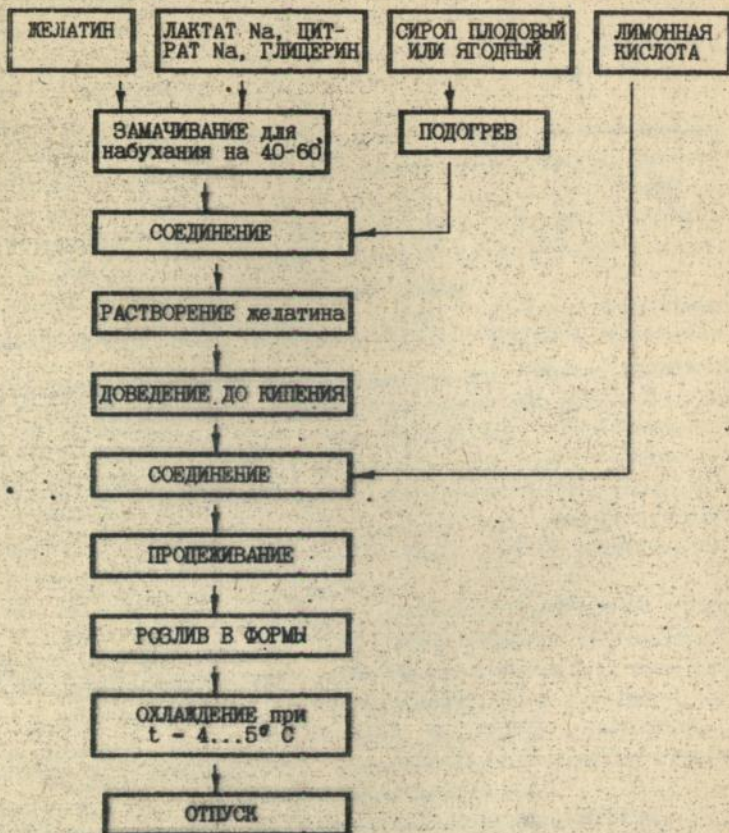 ЖЕЛАТИН
ЛАКТАТ Na, ЦИТ-
РАТ Na, ГЛИЦЕРИН
СИРОП ПЛОДОВЫЙ
ИЛИ ЯГОДНЫЙ
ЛИМОННАЯ
КИСЛОТА
ЗАМАЧИВАНИЕ для
набухания на 40-60
ПОДОГРЕВ
СОЕДИНЕНИЕ
РАСТВОРЕНИЕ желатина
ДОВЕДЕНИЕ ДО КИПЕНИЯ
СОЕДИНЕНИЕ
ПРОЦЕЖИВАНИЕ
РОЗЛИВ В ФОРМЫ
ОХЛАЖДЕНИЕ при
t - 4...5° C
ОТПУСК